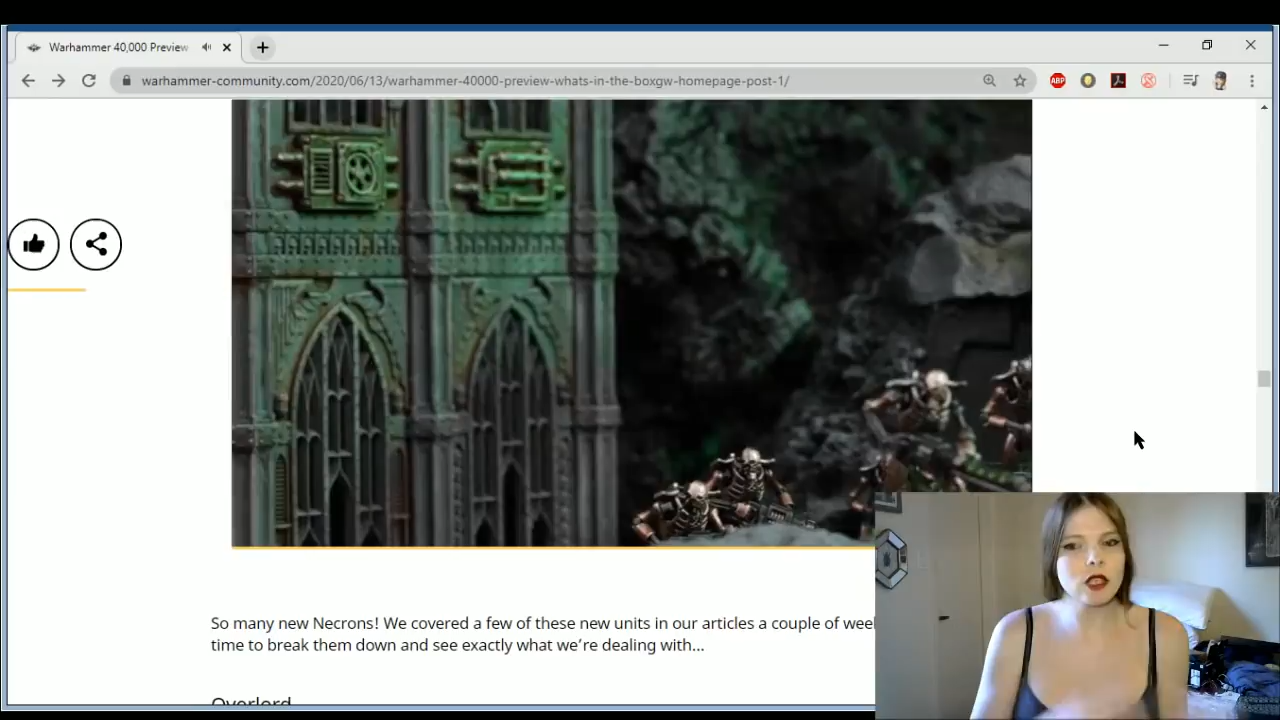 Warhammer 40,000 Preview
warhammer-community.com/2020/06/13/warhammer-40000-preview-whats-in-the-boxgw-homepage-post-1/
ABP
So many new Necrons! We covered a few of these new units in our articles a couple of
time to break them down and see exactly what we're dealing with...
Overlord